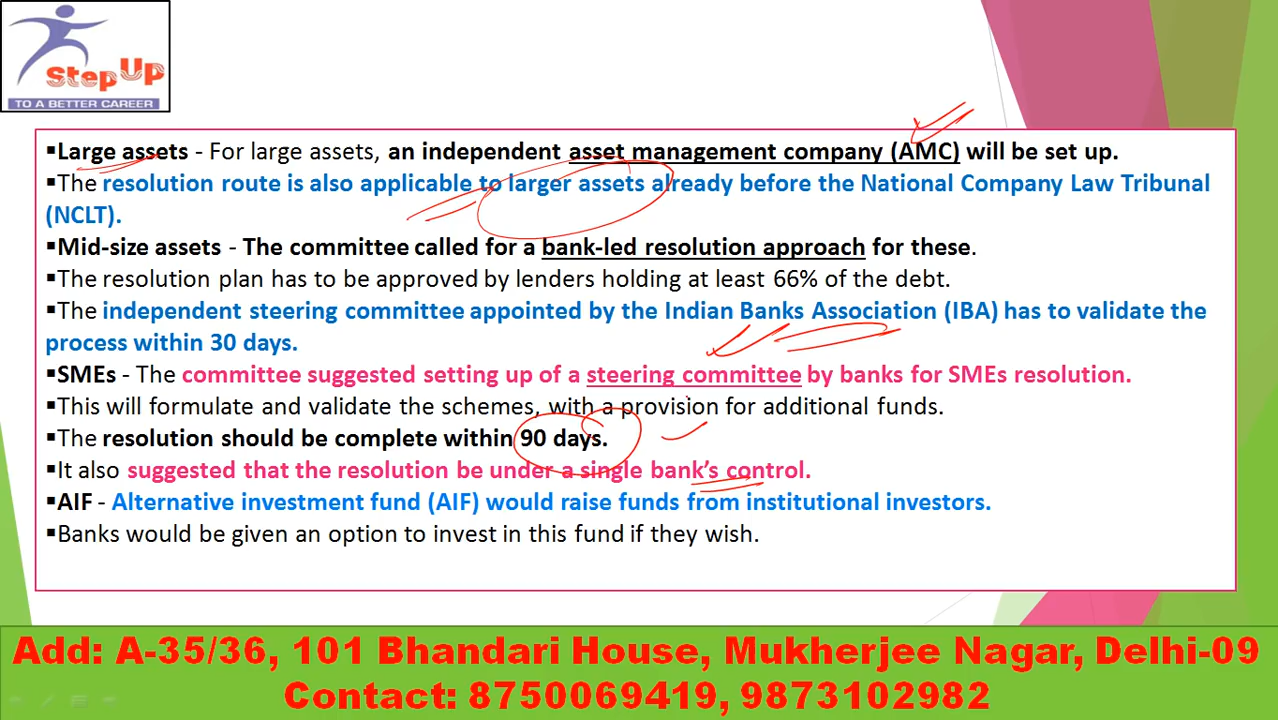 StepUp
TO A BETTER CAREER
▪Large assets - For large assets, an independent asset management company (AMC) will be set up.
▪The resolution route is also applicable to larger assets already before the National Company Law Tribunal
(NCLT).
▪Mid-size assets - The committee called for a bank-led resolution approach for these.
▪The resolution plan has to be approved by lenders holding at least 66% of the debt.
▪The independent steering committee appointed by the Indian Banks Association (IBA) has to validate the
process within 30 days.
▪SMEs - The committee suggested setting up of a steering committee by banks for SMEs resolution.
▪This will formulate and validate the schemes, with a provision for additional funds.
▪The resolution should be complete within 90 days.
▪It also suggested that the resolution be under a single bank's control.
▪AIF - Alternative investment fund (AIF) would raise funds from institutional investors.
▪Banks would be given an option to invest in this fund if they wish.
Add: A-35/36, 101 Bhandari House, Mukherjee Nagar, Delhi-09
Contact: 8750069419, 9873102982